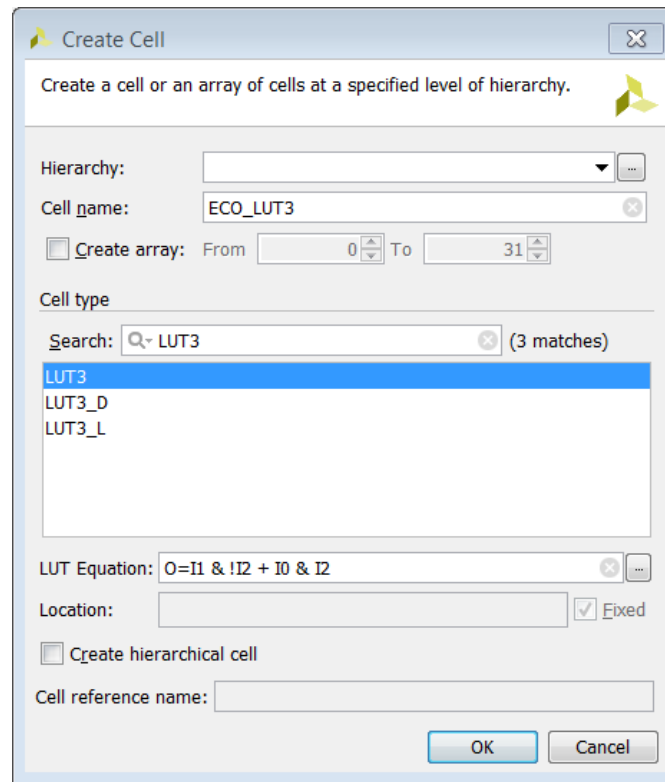 Create Cell
Create a cell or an array of cells at a specified level of hierarchy.
Hierarchy:
...
Cell name: ECO_LUT3
Create array: From 0 To 31
Cell type
Search: LUT3 (3 matches)
LUT3
LUT3_D
LUT3_L
LUT Equation: O=I1 & !I2 + I0 & I2 ...
Location: Fixed
Create hierarchical cell
Cell reference name:
OK Cancel